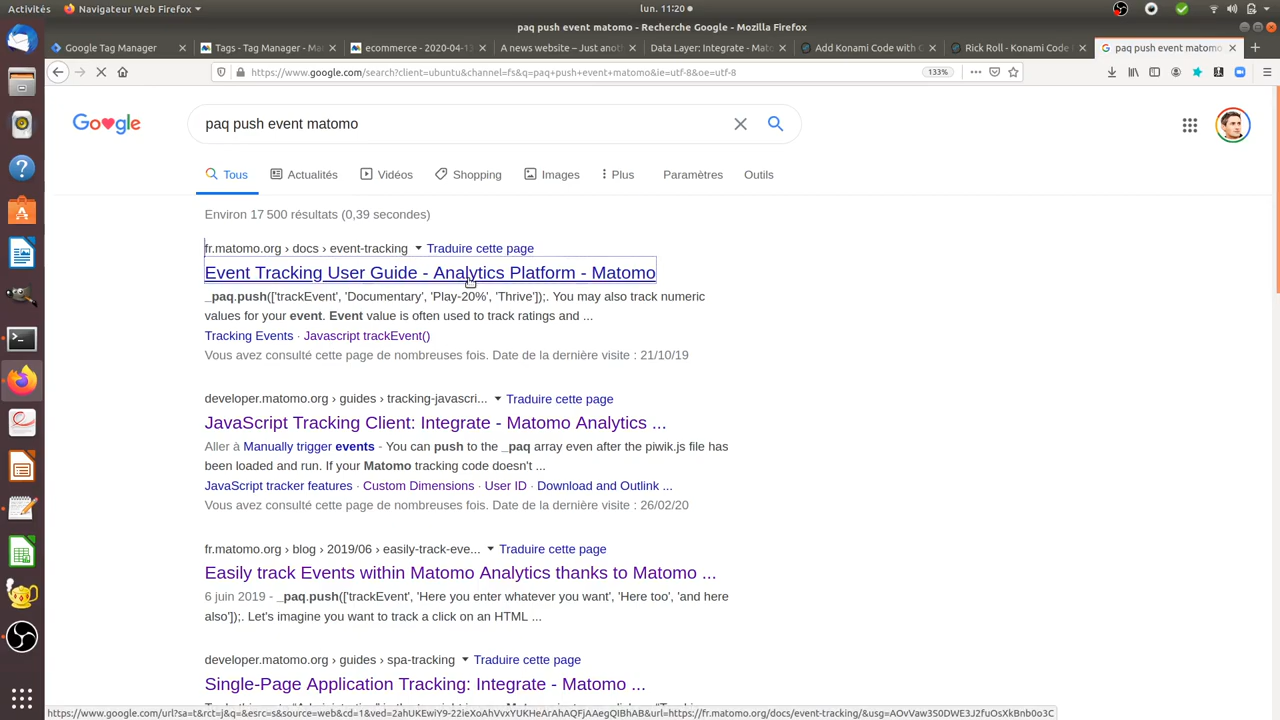 Activités
Navigateur Web Firefox
lun. 11:20
paq push event matomo - Recherche Google - Mozilla Firefox
Google Tag Manager
Tags - Tag Manager - Ma
ecommerce - 2020-04-13
A news website – Just anot
Data Layer: Integrate - Ma
Add Konami Code with G
Rick Roll - Konami Code
paq push event matomo
https://www.google.com/search?client=ubuntu&channel=fs&q=paq+push+event+matomo&ie=utf-8&oe=utf-8
133%
Google
paq push event matomo
Tous
Actualités
Vidéos
Shopping
Images
Plus
Paramètres
Outils
Environ 17 500 résultats (0,39 secondes)
fr.matomo.org › docs › event-tracking
Traduire cette page
Event Tracking User Guide - Analytics Platform - Matomo
_paq.push(['trackEvent', 'Documentary', 'Play-20%', 'Thrive']);. You may also track numeric
values for your event. Event value is often used to track ratings and ...
Tracking Events · Javascript trackEvent()
Vous avez consulté cette page de nombreuses fois. Date de la dernière visite : 21/10/19
developer.matomo.org › guides › tracking-javascri...
Traduire cette page
JavaScript Tracking Client: Integrate - Matomo Analytics ...
Aller à Manually trigger events - You can push to the _paq array even after the piwik.js file has
been loaded and run. If your Matomo tracking code doesn't ...
JavaScript tracker features · Custom Dimensions · User ID · Download and Outlink ...
Vous avez consulté cette page de nombreuses fois. Date de la dernière visite : 26/02/20
fr.matomo.org › blog › 2019/06 › easily-track-eve...
Traduire cette page
Easily track Events within Matomo Analytics thanks to Matomo ...
6 juin 2019 - _paq.push(['trackEvent', 'Here you enter whatever you want', 'Here too', 'and here
also']);. Let's imagine you want to track a click on an HTML ...
developer.matomo.org › guides › spa-tracking
Traduire cette page
Single-Page Application Tracking: Integrate - Matomo ...